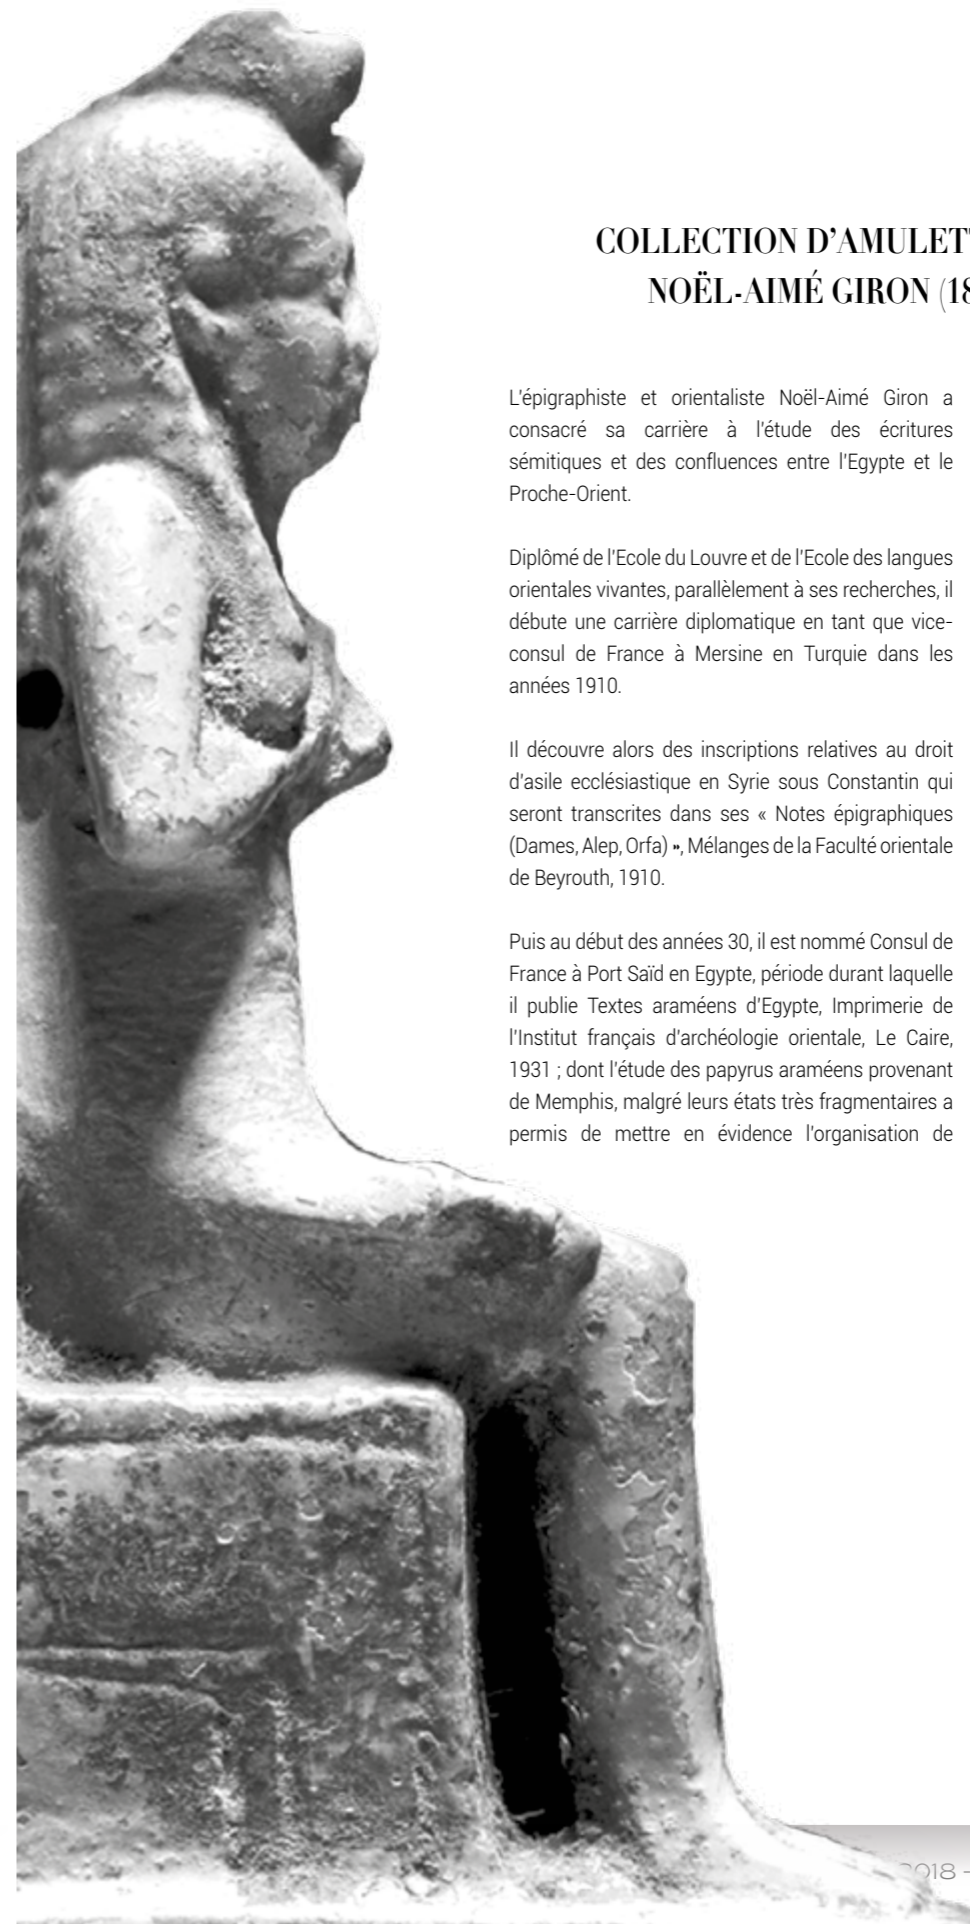 COLLECTION D’AMULET
NOËL-AIMÉ GIRON (18
L'épigraphiste et orientaliste Noël-Aimé Giron a
consacré sa carrière à l'étude des écritures
sémitiques et des confluences entre l'Egypte et le
Proche-Orient.
Diplômé de l'Ecole du Louvre et de l'Ecole des langues
orientales vivantes, parallèlement à ses recherches, il
débute une carrière diplomatique en tant que vice-
consul de France à Mersine en Turquie dans les
années 1910.
Il découvre alors des inscriptions relatives au droit
d'asile ecclésiastique en Syrie sous Constantin qui
seront transcrites dans ses « Notes épigraphiques
(Dames, Alep, Orfa) », Mélanges de la Faculté orientale
de Beyrouth, 1910.
Puis au début des années 30, il est nommé Consul de
France à Port Saïd en Egypte, période durant laquelle
il publie Textes araméens d'Egypte, Imprimerie de
l'Institut français d'archéologie orientale, Le Caire,
1931 ; dont l'étude des papyrus araméens provenant
de Memphis, malgré leurs états très fragmentaires a
permis de mettre en évidence l'organisation de
2018 -